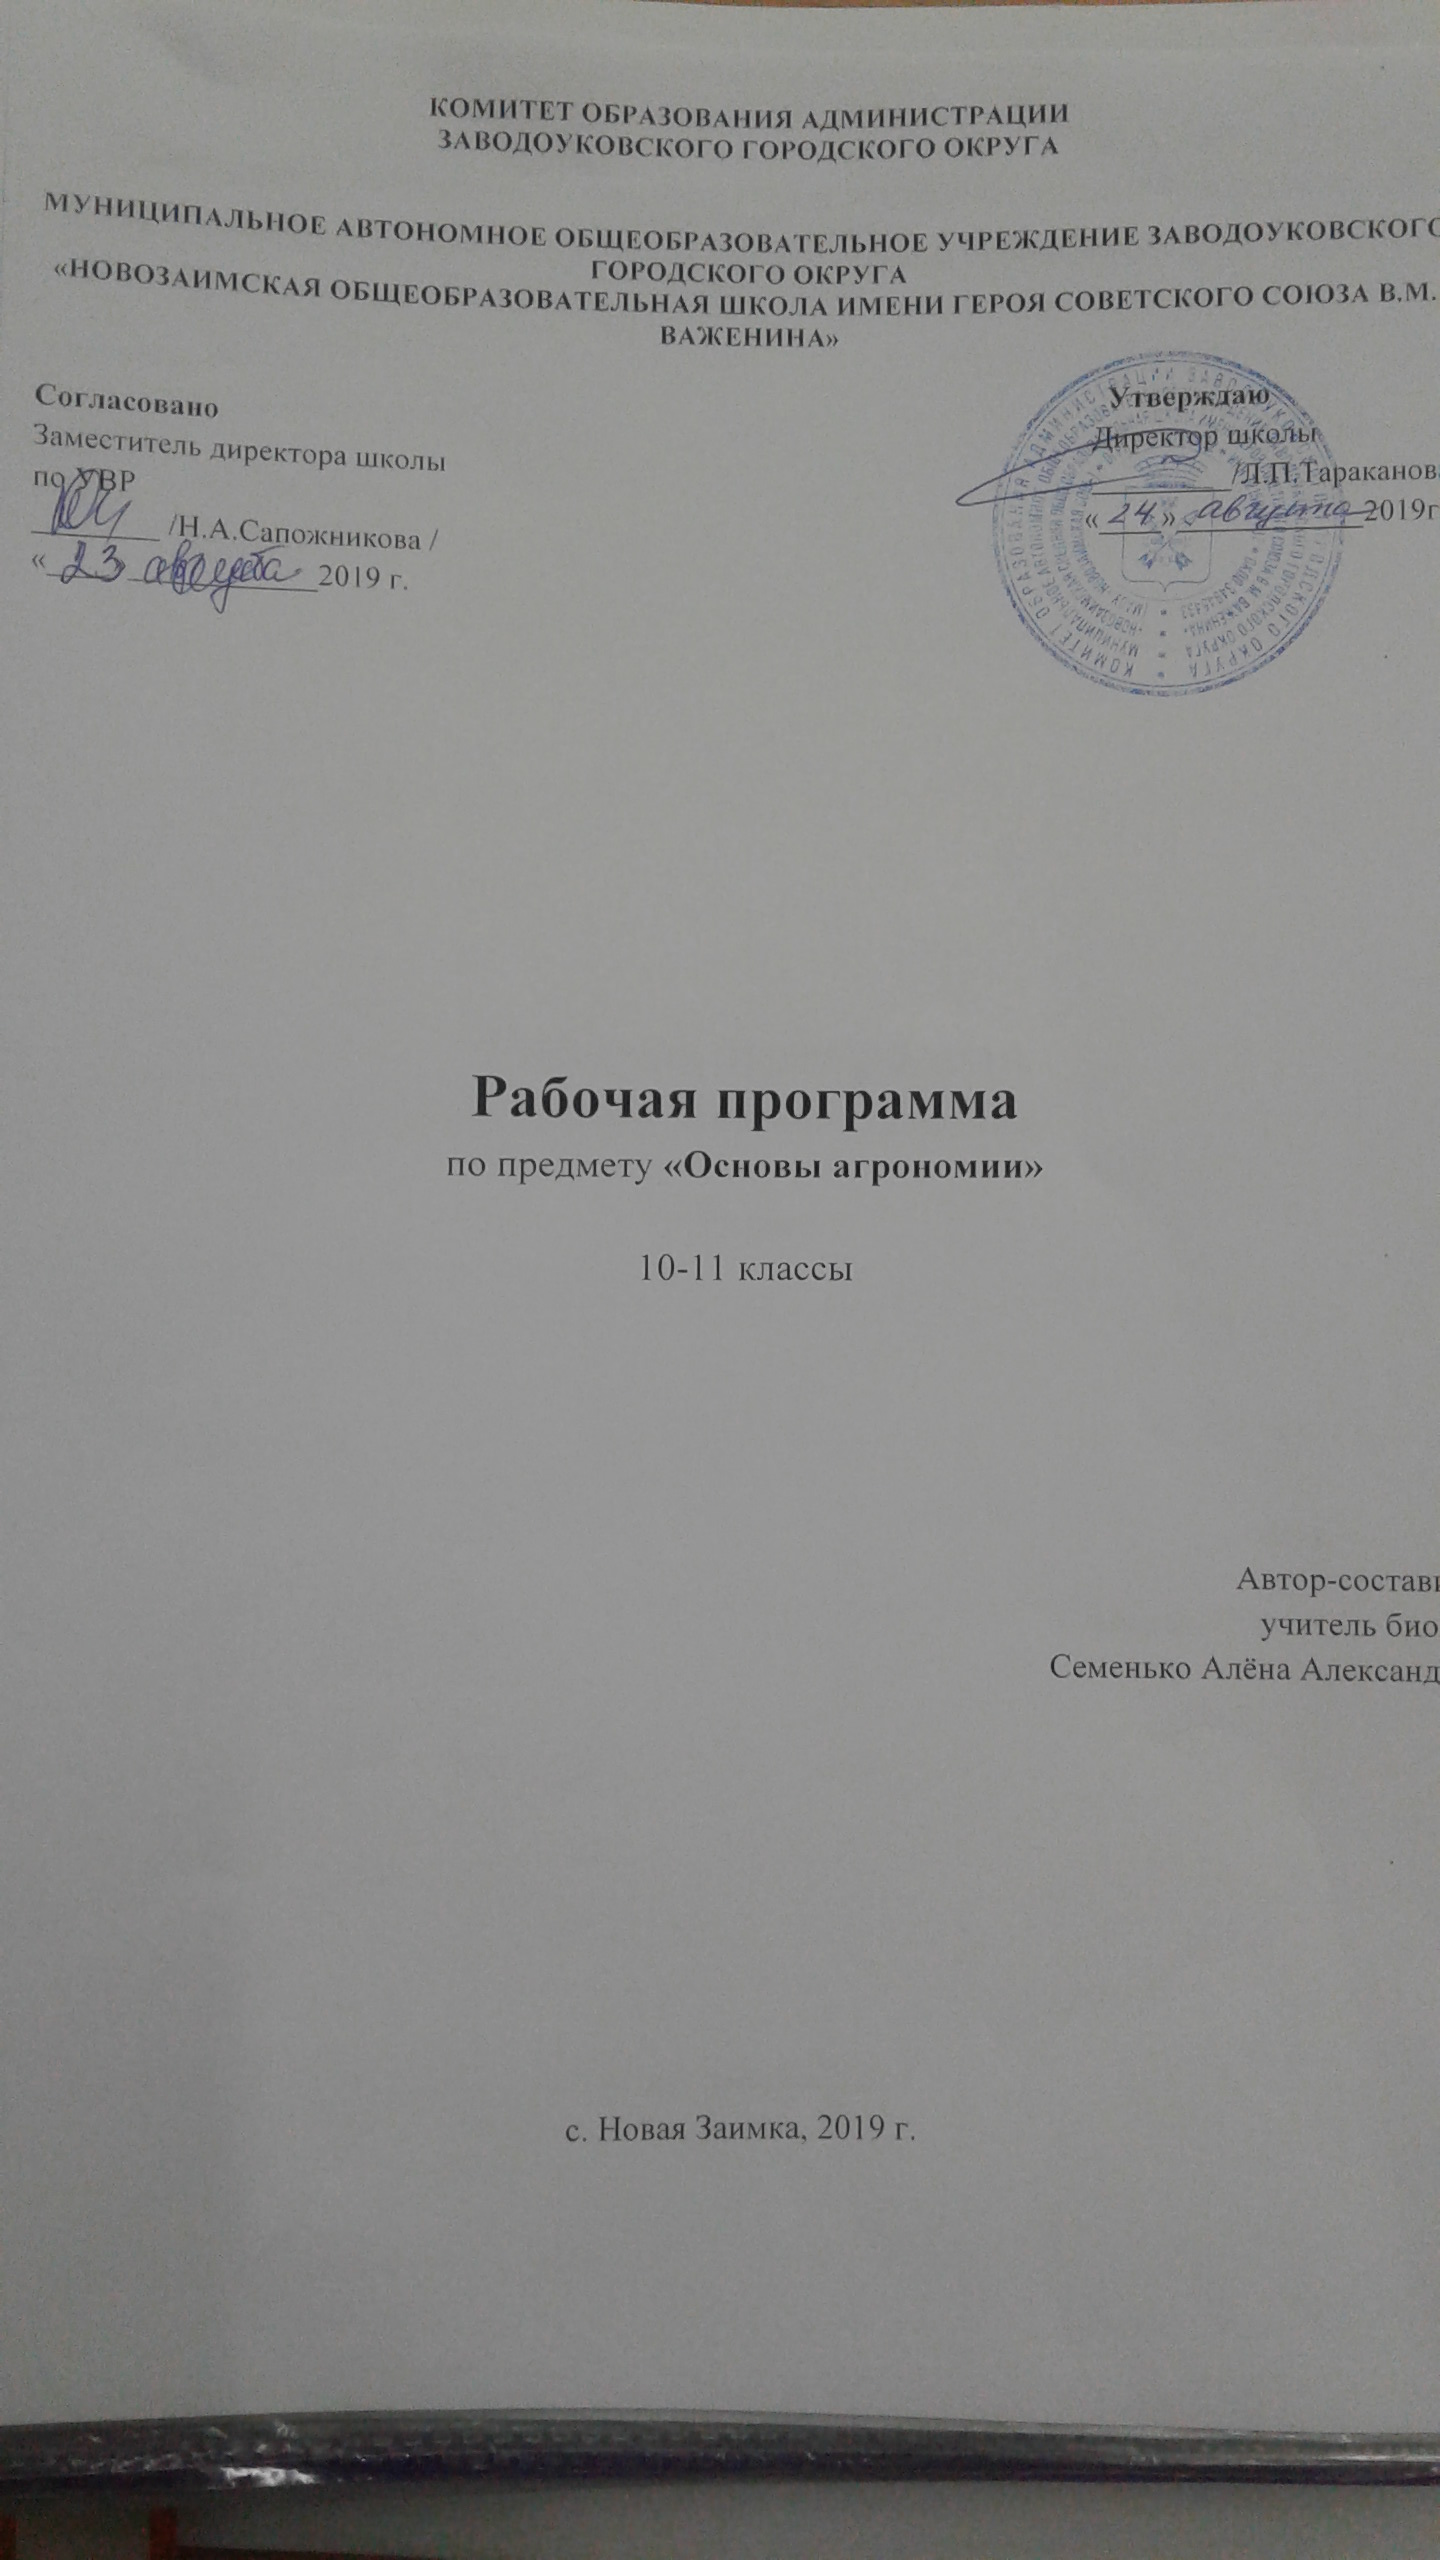 КОМИТЕТ ОБРАЗОВАНИЯ АДМИНИСТРАЦИИ
ЗАВОДОУКОВСКОГО ГОРОДСКОГО ОКРУГА
МУНИЦИПАЛЬНОЕ АВТОНОМНОЕ ОБЩЕОБРАЗОВАТЕЛЬНОЕ УЧРЕЖДЕНИЕ ЗАВОДОУКОВСКОГО
ГОРОДСКОГО ОКРУГА
«НОВОЗАИМСКАЯ ОБЩЕОБРАЗОВАТЕЛЬНАЯ ШКОЛА ИМЕНИ ГЕРОЯ СОВЕТСКОГО СОЮЗА В.М.
ВАЖЕНИНА»
Согласовано
Заместитель директора школы
по УВР
/Н.А.Сапожникова /
« 23 » августа 2019 г.
Утверждаю
Директор школы
/Л.П.Тараканова
« 24 » августа 2019г
Рабочая программа
по предмету «Основы агрономии»
10-11 классы
Автор-состави
учитель био
Семенько Алёна Александ
с. Новая Заимка, 2019 г.